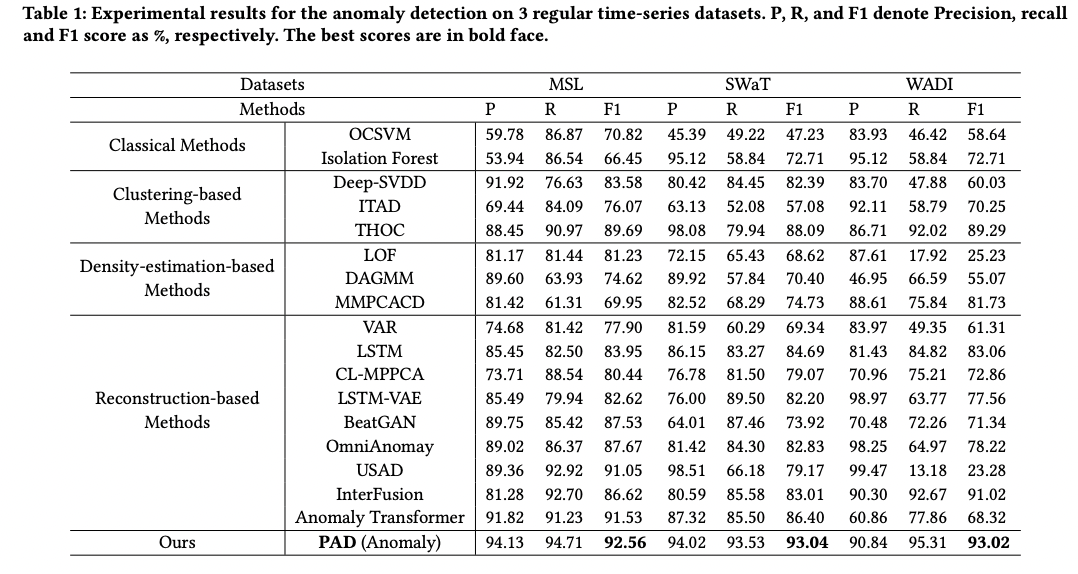 Table 1: Experimental results for the anomaly detection on 3 regular time-series datasets. P, R, and F1 denote Precision, recall
and F1 score as %, respectively. The best scores are in bold face.
Datasets MSL SWaT WADI
Methods P R F1 P R F1 P R F1
Classical Methods
OCSVM 59.78 86.87 70.82 45.39 49.22 47.23 83.93 46.42 58.64
Isolation Forest 53.94 86.54 66.45 95.12 58.84 72.71 95.12 58.84 72.71
Clustering-based
Methods
Deep-SVDD 91.92 76.63 83.58 80.42 84.45 82.39 83.70 47.88 60.03
ITAD 69.44 84.09 76.07 63.13 52.08 57.08 92.11 58.79 70.25
THOC 88.45 90.97 89.69 98.08 79.94 88.09 86.71 92.02 89.29
Density-estimation-based
Methods
LOF 81.17 81.44 81.23 72.15 65.43 68.62 87.61 17.92 25.23
DAGMM 89.60 63.93 74.62 89.92 57.84 70.40 46.95 66.59 55.07
MMPCACD 81.42 61.31 69.95 82.52 68.29 74.73 88.61 75.84 81.73
Reconstruction-based
Methods
VAR 74.68 81.42 77.90 81.59 60.29 69.34 83.97 49.35 61.31
LSTM 85.45 82.50 83.95 86.15 83.27 84.69 81.43 84.82 83.06
CL-MPPCA 73.71 88.54 80.44 76.78 81.50 79.07 70.96 75.21 72.86
LSTM-VAE 85.49 79.94 82.62 76.00 89.50 82.20 98.97 63.77 77.56
BeatGAN 89.75 85.42 87.53 64.01 87.46 73.92 70.48 72.26 71.34
OmniAnomay 89.02 86.37 87.67 81.42 84.30 82.83 98.25 64.97 78.22
USAD 89.36 92.92 91.05 98.51 66.18 79.17 99.47 13.18 23.28
InterFusion 81.28 92.70 86.62 80.59 85.58 83.01 90.30 92.67 91.02
Anomaly Transformer 91.82 91.23 91.53 87.32 85.50 86.40 60.86 77.86 68.32
Ours PAD (Anomaly) 94.13 94.71 92.56 94.02 93.53 93.04 90.84 95.31 93.02